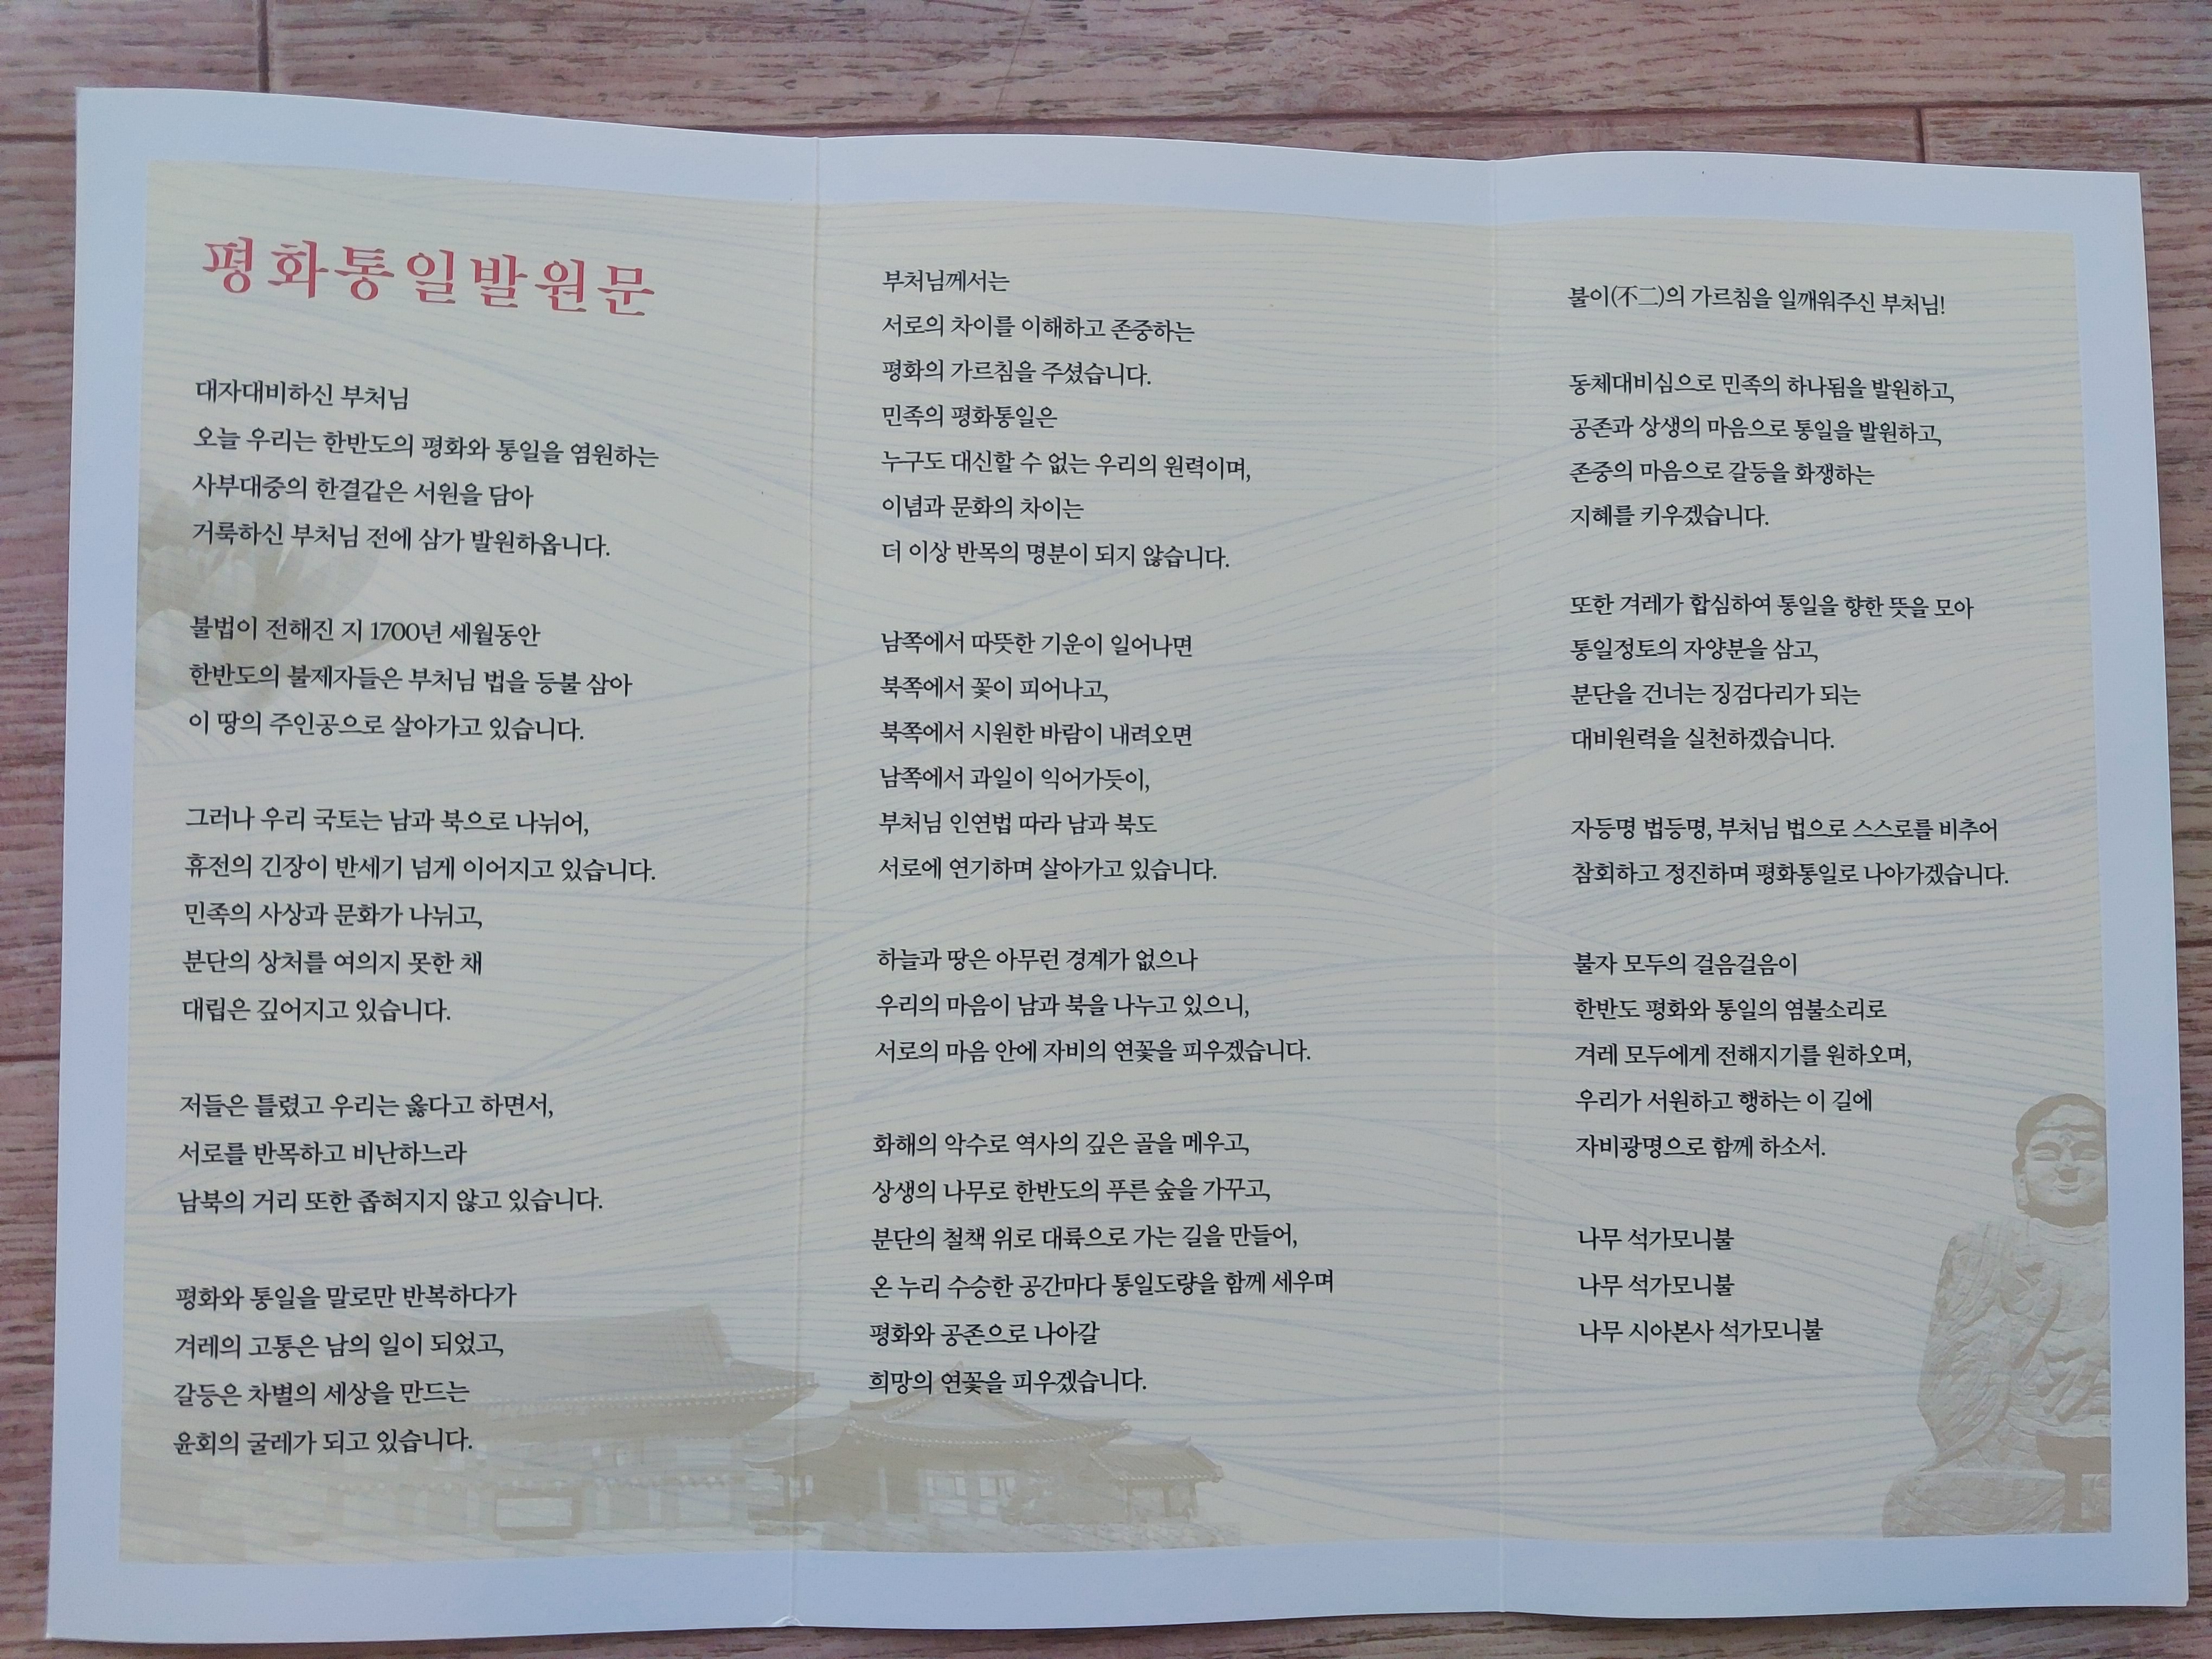 평화통일발원문
대자대비하신 부처님
오늘 우리는 한반도의 평화와 통일을 염원하는
사부대중의 한결같은 서원을 담아
거룩하신 부처님 전에 삼가 발원하옵니다.
불법이 전해진 지 1700년 세월동안
한반도의 불제자들은 부처님 법을 등불 삼아
이 땅의 주인공으로 살아가고 있습니다.
그러나 우리 국토는 남과 북으로 나뉘어,
휴전의 긴장이 반세기 넘게 이어지고 있습니다.
민족의 사상과 문화가 나뉘고,
분단의 상처를 여의지 못한 채
대립은 깊어지고 있습니다.
저들은 틀렸고 우리는 옳다고 하면서,
서로를 반목하고 비난하느라
남북의 거리 또한 좁혀지지 않고 있습니다.
평화와 통일을 말로만 반복하다가
겨레의 고통은 남의 일이 되었고,
갈등은 차별의 세상을 만드는
윤회의 굴레가 되고 있습니다.
부처님께서는
서로의 차이를 이해하고 존중하는
평화의 가르침을 주셨습니다.
민족의 평화통일은
누구도 대신할 수 없는 우리의 원력이며,
이념과 문화의 차이는
더 이상 반목의 명분이 되지 않습니다.
남쪽에서 따뜻한 기운이 일어나면
북쪽에서 꽃이 피어나고,
북쪽에서 시원한 바람이 내려오면
남쪽에서 과일이 익어가듯이,
부처님 인연법 따라 남과 북도
서로에 연기하며 살아가고 있습니다.
하늘과 땅은 아무런 경계가 없으나
우리의 마음이 남과 북을 나누고 있으니,
서로의 마음 안에 자비의 연꽃을 피우겠습니다.
화해의 악수로 역사의 깊은 골을 메우고,
상생의 나무로 한반도의 푸른 숲을 가꾸고,
분단의 철책 위로 대륙으로 가는 길을 만들어,
온 누리 수승한 공간마다 통일도량을 함께 세우며
평화와 공존으로 나아갈
희망의 연꽃을 피우겠습니다.
불이(不二)의 가르침을 일깨워주신 부처님!
동체대비심으로 민족의 하나됨을 발원하고,
공존과 상생의 마음으로 통일을 발원하고,
존중의 마음으로 갈등을 화쟁하는
지혜를 키우겠습니다.
또한 겨레가 합심하여 통일을 향한 뜻을 모아
통일정토의 자양분을 삼고,
분단을 건너는 징검다리가 되는
대비원력을 실천하겠습니다.
자등명 법등명, 부처님 법으로 스스로를 비추어
참회하고 정진하며 평화통일로 나아가겠습니다.
불자 모두의 걸음걸음이
한반도 평화와 통일의 염불소리로
겨레 모두에게 전해지기를 원하오며,
우리가 서원하고 행하는 이 길에
자비광명으로 함께 하소서.
나무 석가모니불
나무 석가모니불
나무 시아본사 석가모니불